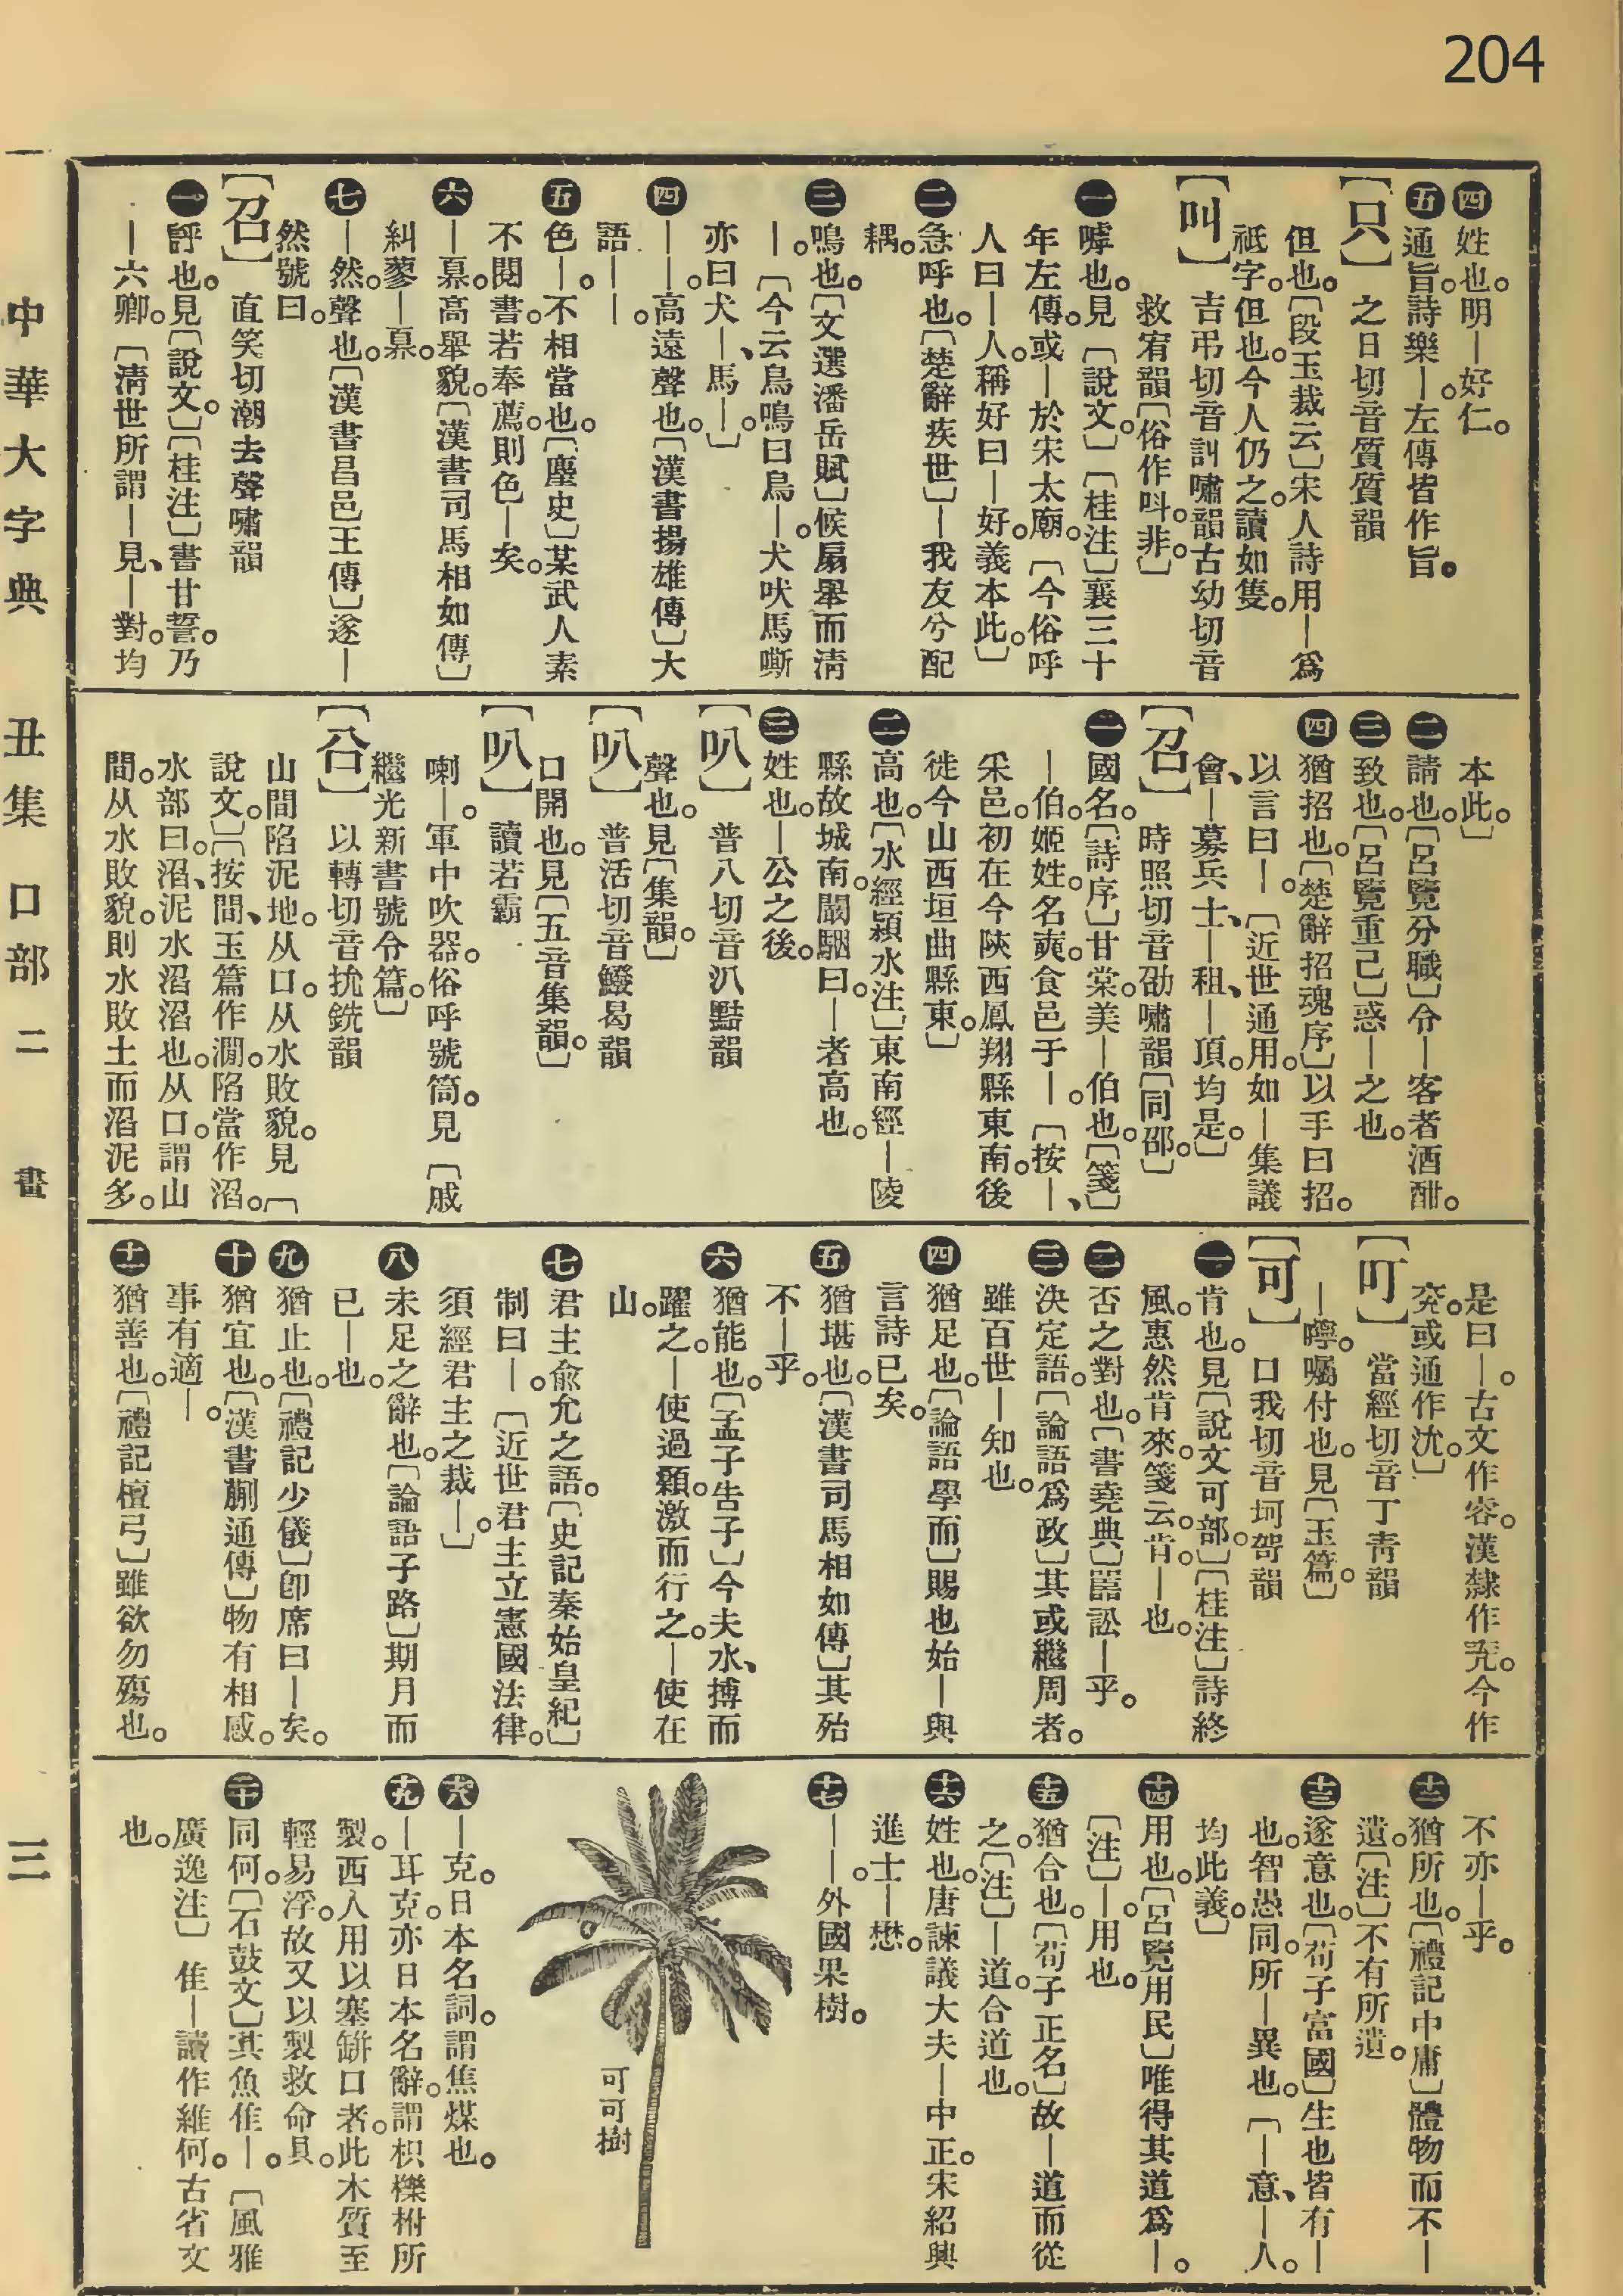 204
㊃姓也。明｜好仁。
㊄通旨。詩樂｜。左傳皆作旨。
【只】之日切音質質韻
但也。〔段玉裁云〕宋人詩用｜爲
祇字。但也。今人仍之。讀如隻。
【叫】吉弔切音訓嘯韻古幼切音
救宥韻〔俗作呌。非。〕
㊀嘑也。見〔說文。〕〔桂注〕襄三十
年左傳。或｜於宋太廟。〔今俗呼
人曰｜人。稱好曰｜好。義本此。〕
㊁急呼也。〔楚辭疾世〕｜我友兮配
耦。
㊂鳴也。〔文選潘岳賦〕候扇舉而清
｜。〔今云鳥鳴曰鳥｜。犬吠馬嘶
亦曰犬｜、馬｜。〕
㊃｜｜。高遠聲也。〔漢書揚雄傳〕大
語｜｜。
㊄色｜。不相當也。〔麈史〕某武人素
不閱書。若奉薦。則色｜矣。
㊅｜奡。高舉貌。〔漢書司馬相如傳〕
糾蓼｜奡。
㊆｜然。聲也。〔漢書昌邑王傳〕遂｜
然號曰。
【召】直笑切潮去聲嘯韻
㊀評也。見〔說文。〕〔桂注〕書甘誓。乃
｜六卿。〔淸世所謂｜見、｜對。均
本此。〕
㊁請也。〔呂覽分職〕令｜客者酒酣。
㊂致也。〔呂覽重己〕惑｜之也。
㊃猶招也。〔楚辭招魂序〕以手曰招。
以言曰｜。〔近世通用。如｜集議
會、｜募兵士、｜租、｜頂。均是。〕
【召】時照切音劭嘯韻〔同邵。〕
㊀國名。〔詩序〕甘棠。美｜伯也。〔箋〕
｜伯。姬姓。名奭。食邑于｜。〔按｜、
采邑。初在今陝西鳳翔縣東南。後
徙今山西垣曲縣東。〕
㊁高也。〔水經潁水注〕東南經｜陵
縣故城南。闞駰曰。｜者高也。
㊂姓也。｜公之後。
【叭】普八切音汃黠韻
聲也。見〔集韻。〕
【叭】普活切音鱍曷韻
口開也。見〔五音集韻。〕
【叭】讀若霸
喇｜。軍中吹器。俗呼號筒。見〔戚
繼光新書號令篇。〕
【㕣】以轉切音抁銑韻
山間陷泥地。从口。从水敗貌。見〔
說文。〕〔按間、玉篇作澗。陷當作滔。
水部曰。滔、泥水滔滔也。从口。謂山
間。从水敗貌。則水敗土而滔泥多。
是曰｜。古文作容。漢隸作兖。今作
兗。或通作沇。〕
【叮】當經切音丁靑韻
｜嚀。囑付也。見〔玉篇。〕
【可】口我切音坷哿韻
㊀肯也。見〔說文可部。〕〔桂注〕詩終
風。惠然肯來。箋云。肯。｜也。
㊁否之對也。〔書堯典〕嚚訟｜乎。
㊂決定語。〔論語爲政〕其或繼周者。
雖百世｜知也。
㊃猶足也。〔論語學而〕賜也始｜與
言詩已矣。
㊄猶堪也。〔漢書司馬相如傳〕其殆
不｜乎。
㊅猶能也。〔孟子告子〕今夫水、搏而
躍之。｜使過顙。激而行之。｜使在
山。
㊆君主俞允之語。〔史記秦始皇紀〕
制曰｜。〔近世君主立憲國法律。
須經君主之裁｜。〕
㊇未足之辭也。〔論語子路〕期月而
已｜也。
㊈猶止也。〔禮記少儀〕卽席曰｜矣。
㊉猶宜也。〔漢書蒯通傳〕物有相感。
事有適｜。
十一猶善也。〔禮記檀弓〕雖欲勿殤也。
不亦｜乎。
十二猶所也。〔禮記中庸〕體物而不｜
遺。〔注〕不有所遺。
十三遂意也。〔荀子富國〕生也皆有｜
也。智愚同。所｜異也。〔｜意、｜人。
均此義。〕
十四用也。〔呂覽用民〕唯得其道爲｜。
〔注〕｜。用也。
十五猶合也。〔荀子正名〕故｜道而從
之。〔注〕｜道。合道也。
十六姓也。唐諫議大夫｜中正。宋紹興
進士｜懋。
十七｜｜。外國果樹。
可可樹
十八｜克。日本名詞。謂焦煤也。
十九｜耳克。亦日本名辭。謂枳櫟柎所
製。西人用以塞缾口者。此木質至
輕易浮。故又以製救命具。
二十同何。〔石鼓文〕其魚隹｜。〔風雅
廣逸注〕隹｜讀作維何。古省文
也。
中華大字典 丑集 口部 二畫
三